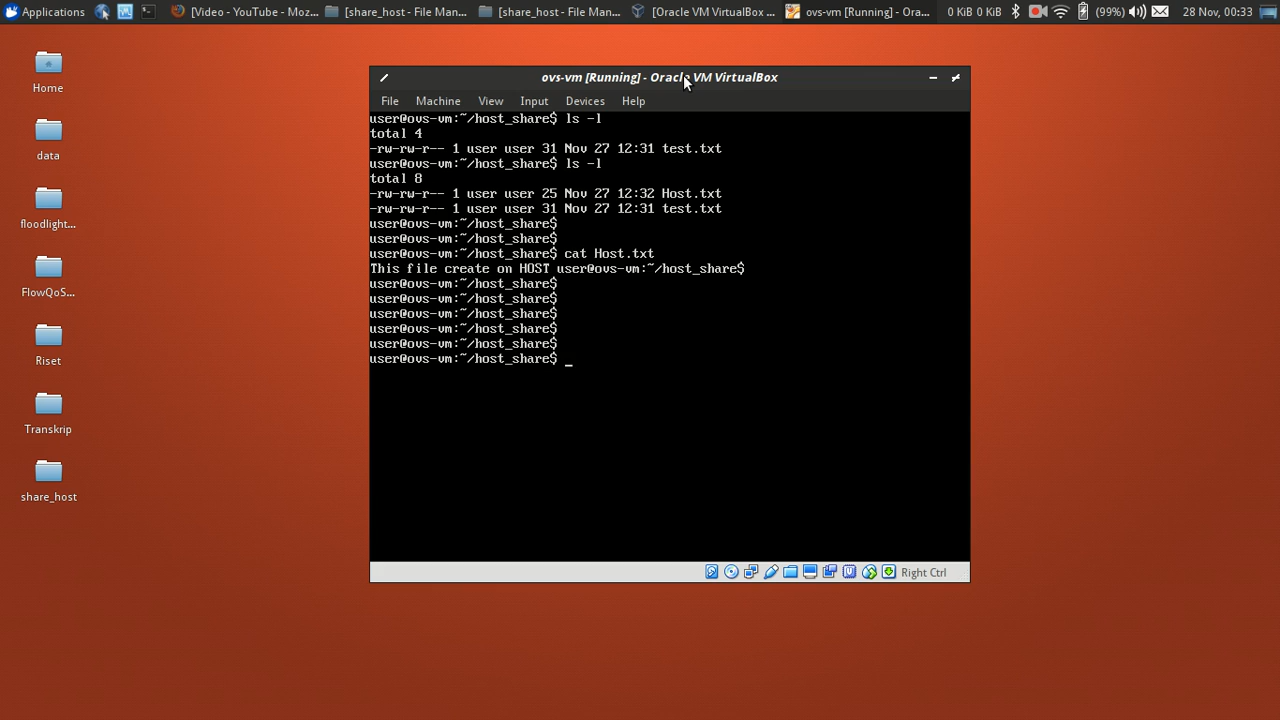 Applications [Video - YouTube - Moz... [share_host - File Man... [share_host - File Man... [Oracle VM VirtualBox ... ovs-vm [Running] - Ora... 0 KiB 0 KiB (99%) 28 Nov, 00:33
Home
data
floodlight...
FlowQoS...
Riset
Transkrip
share_host
ovs-vm [Running] - Oracle VM VirtualBox
File Machine View Input Devices Help
user@ovs-vm:~/host_share$ ls -l
total 4
-rw-rw-r-- 1 user user 31 Nov 27 12:31 test.txt
user@ovs-vm:~/host_share$ ls -l
total 8
-rw-rw-r-- 1 user user 25 Nov 27 12:32 Host.txt
-rw-rw-r-- 1 user user 31 Nov 27 12:31 test.txt
user@ovs-vm:~/host_share$
user@ovs-vm:~/host_share$
user@ovs-vm:~/host_share$ cat Host.txt
This file create on HOST user@ovs-vm:~/host_share$
user@ovs-vm:~/host_share$
user@ovs-vm:~/host_share$
user@ovs-vm:~/host_share$
user@ovs-vm:~/host_share$
user@ovs-vm:~/host_share$
user@ovs-vm:~/host_share$ _
Right Ctrl